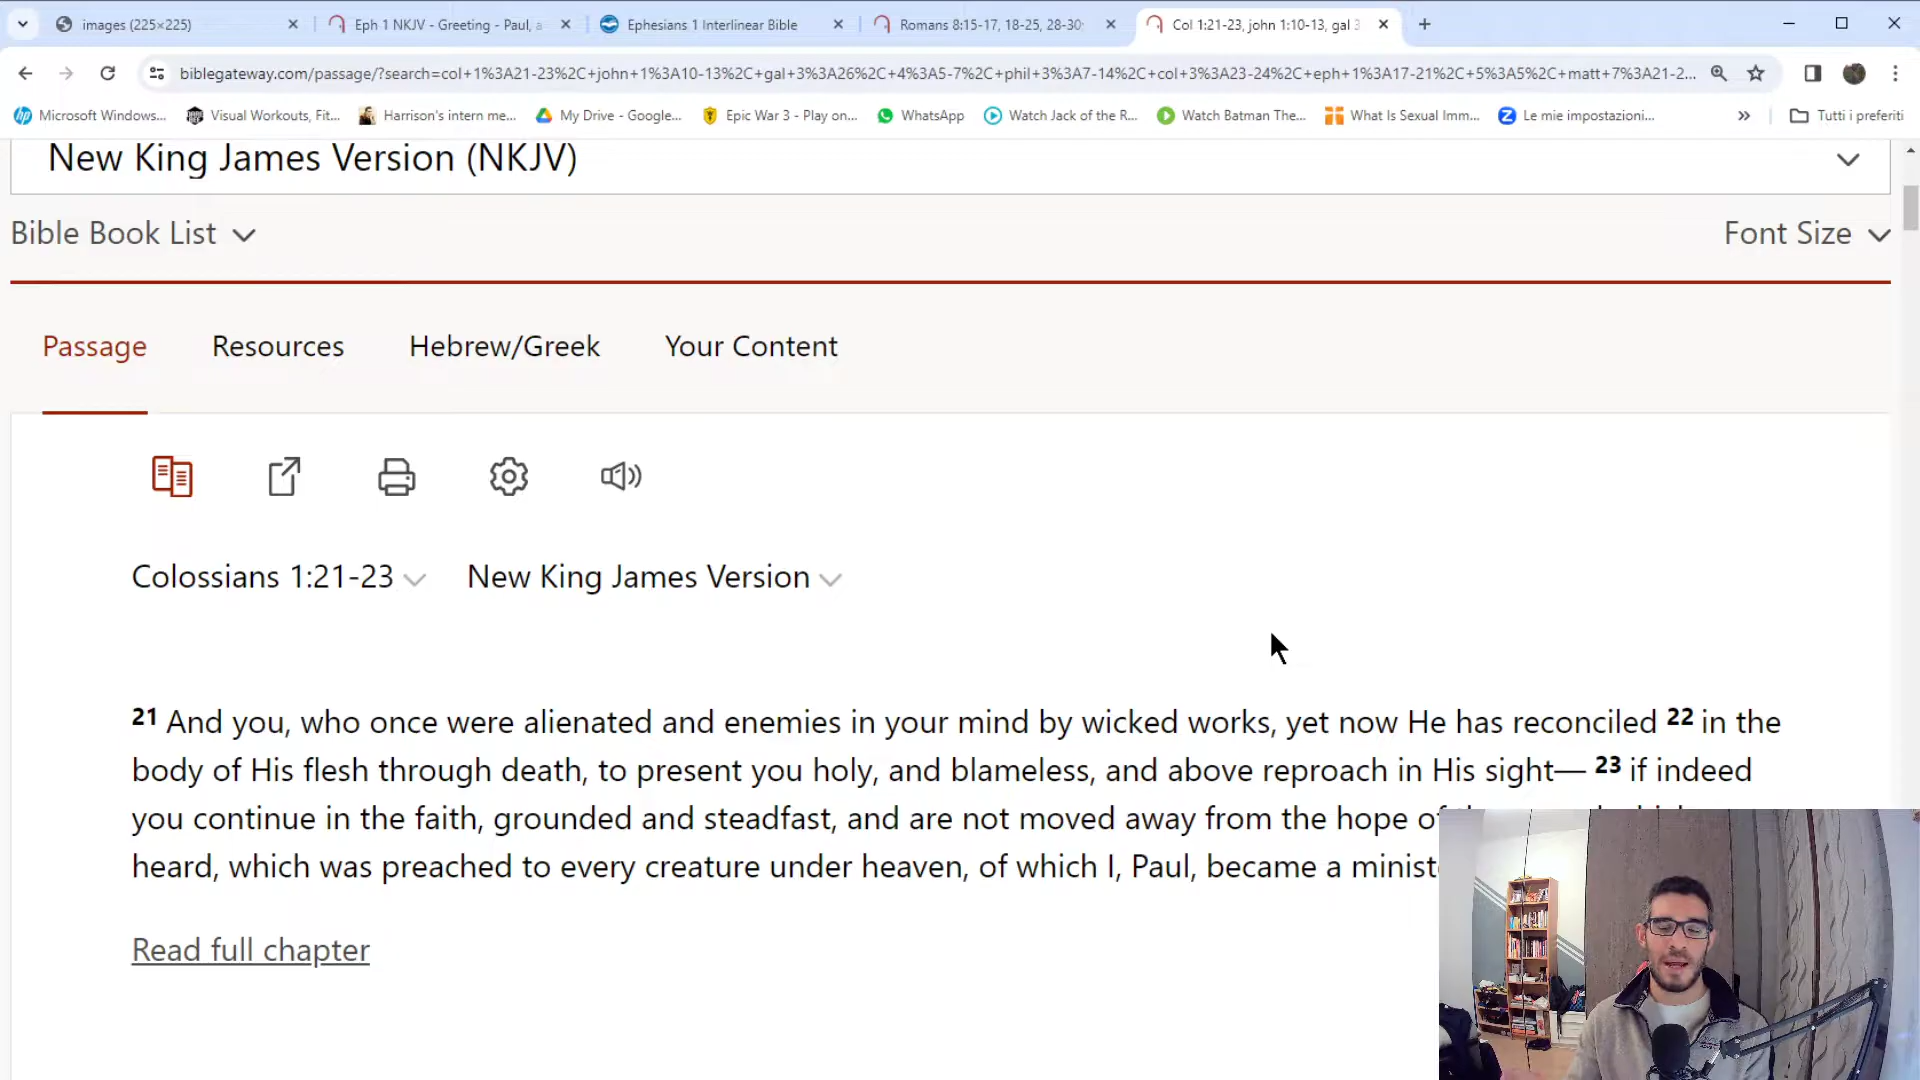 images (225×225)
Eph 1 NKJV - Greeting - Paul, a
Ephesians 1 Interlinear Bible
Romans 8:15-17, 18-25, 28-30
Col 1:21-23, john 1:10-13, gal 3
biblegateway.com/passage/?search=col+1%3A21-23%2C+john+1%3A10-13%2C+gal+3%3A26%2C+4%3A5-7%2C+phil+3%3A7-14%2C+col+3%3A23-24%2C+eph+1%3A17-21%2C+5%3A5%2C+matt+7%3A21-2...
Microsoft Windows...
Visual Workouts, Fit...
Harrison's intern me...
My Drive - Google...
Epic War 3 - Play on...
WhatsApp
Watch Jack of the R...
Watch Batman The...
What Is Sexual Imm...
Le mie impostazioni...
»
Tutti i preferiti
New King James Version (NKJV)
Bible Book List
Font Size
Passage
Resources
Hebrew/Greek
Your Content
Colossians 1:21-23
New King James Version
21 And you, who once were alienated and enemies in your mind by wicked works, yet now He has reconciled 22 in the
body of His flesh through death, to present you holy, and blameless, and above reproach in His sight— 23 if indeed
you continue in the faith, grounded and steadfast, and are not moved away from the hope
heard, which was preached to every creature under heaven, of which I, Paul, became a
Read full chapter